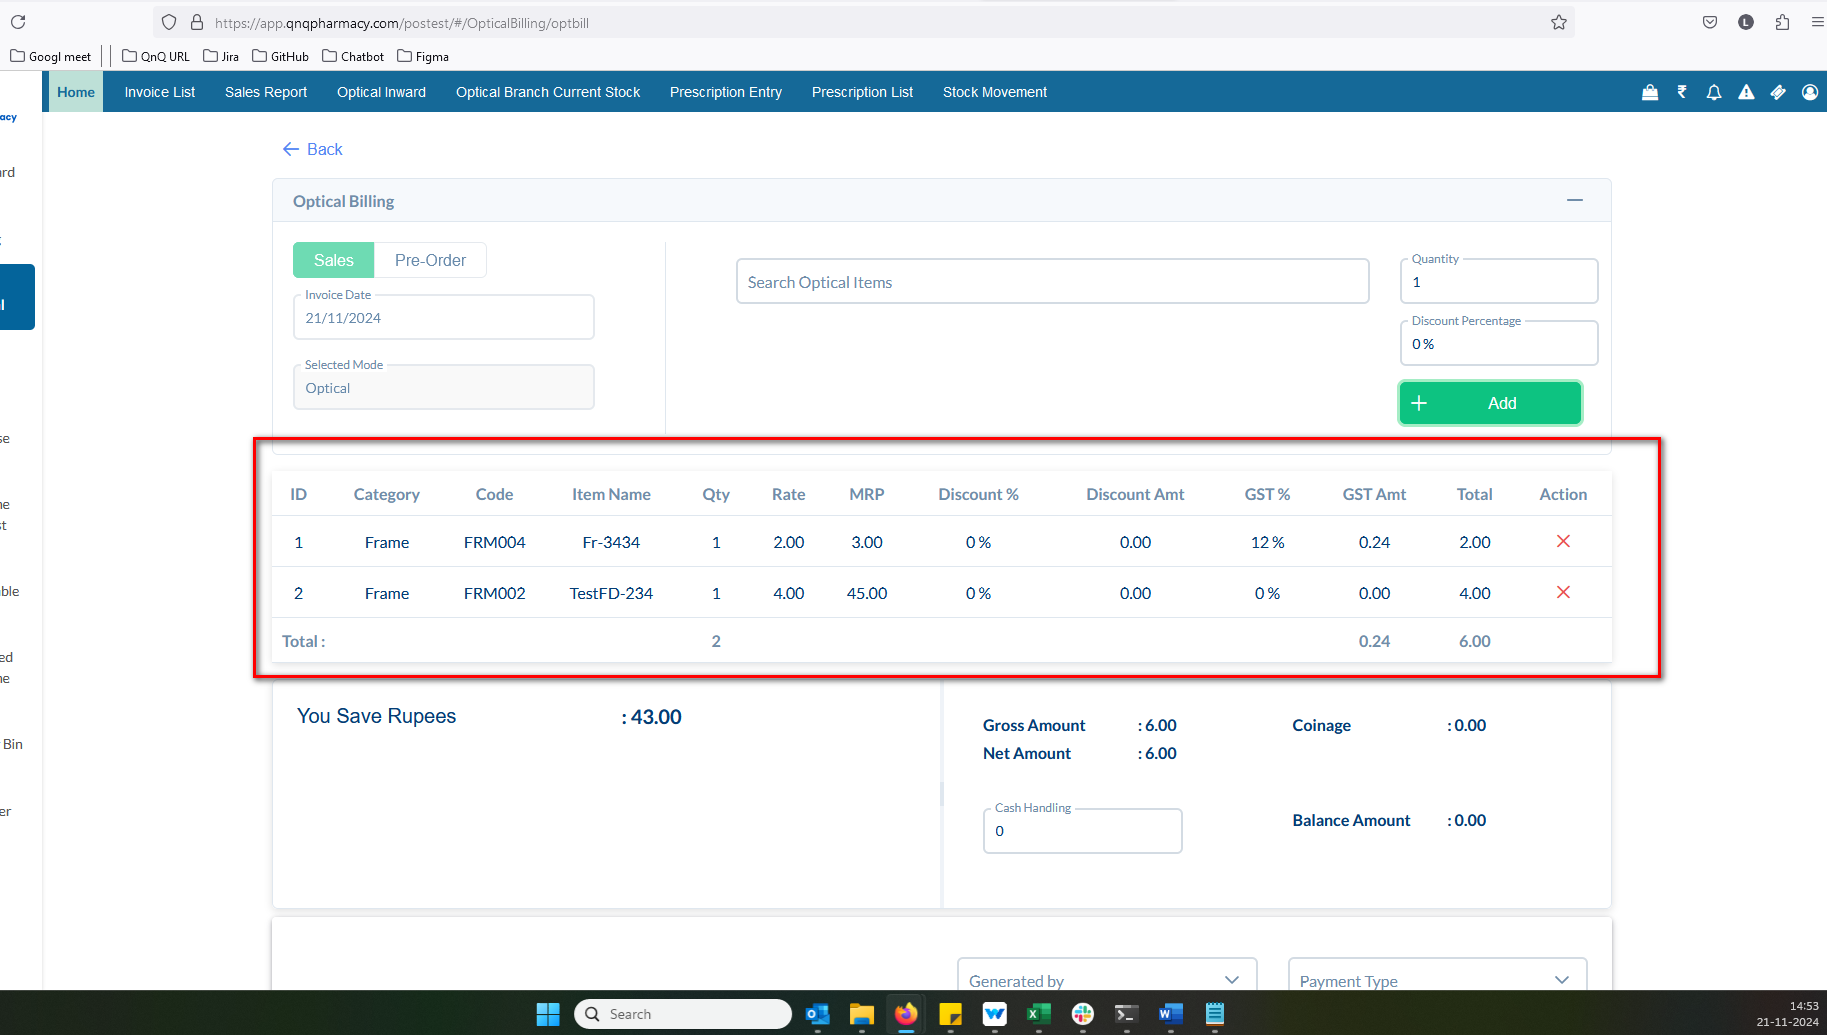 https://app.qnqpharmacy.com/postest/#/OpticalBilling/optbill
L
Googl meet QnQ URL Jira GitHub Chatbot Figma
Home Invoice List Sales Report Optical Inward Optical Branch Current Stock Prescription Entry Prescription List Stock Movement
acy
Back
Optical Billing
Sales Pre-Order
Invoice Date
21/11/2024
Selected Mode
Optical
Search Optical Items
Quantity
1
Discount Percentage
0 %
Add
ID Category Code Item Name Qty Rate MRP Discount % Discount Amt GST % GST Amt Total Action
1 Frame FRM004 Fr-3434 1 2.00 3.00 0 % 0.00 12 % 0.24 2.00
2 Frame FRM002 TestFD-234 1 4.00 45.00 0 % 0.00 0 % 0.00 4.00
Total : 2 0.24 6.00
You Save Rupees : 43.00
Gross Amount : 6.00 Coinage : 0.00
Net Amount : 6.00
Cash Handling
0
Balance Amount : 0.00
Bin
Generated by Payment Type
Search
14:53
21-11-2024